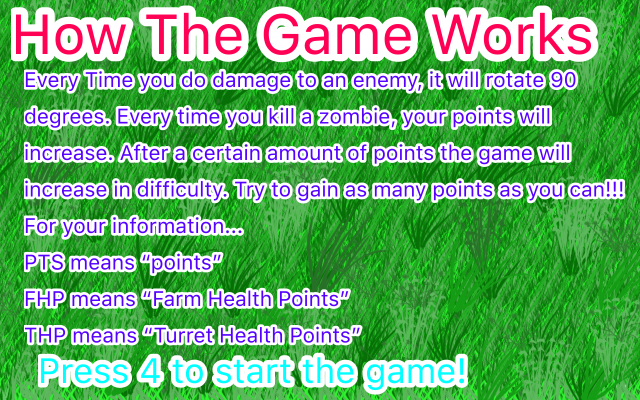 How The Game Works
Every Time you do damage to an enemy, it will rotate 90
degrees. Every time you kill a zombie, your points will
increase. After a certain amount of points the game will
increase in difficulty. Try to gain as many points as you can!!!
For your information...
PTS means “points”
FHP means “Farm Health Points”
THP means “Turret Health Points”
Press 4 to start the game!